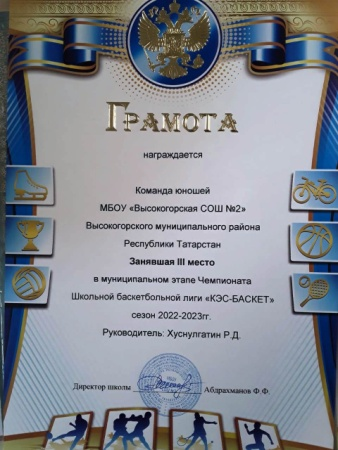 ГРАМОТА
награждается
Команда юношей
МБОУ «Высокогорская СОШ №2»
Высокогорского муниципального района
Республики Татарстан
Занявшая III место
в муниципальном этапе Чемпионата
Школьной баскетбольной лиги «КЭС-БАСКЕТ»
сезон 2022-2023гг.
Руководитель: Хуснулгатин Р.Д.
Директор школы Абдрахманов Ф.Ф.